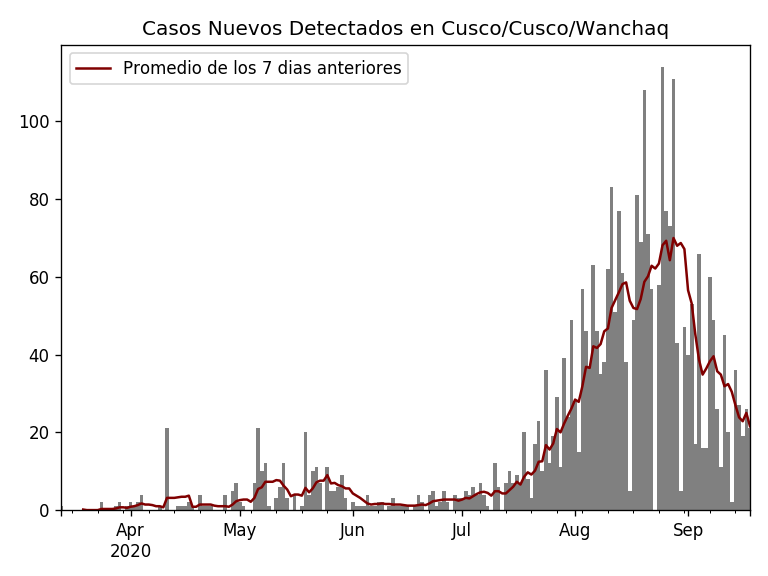 Casos Nuevos Detectados en Cusco/Cusco/Wanchaq
Promedio de los 7 dias anteriores
100
80
60
40
20
0
Apr May Jun Jul Aug Sep
2020